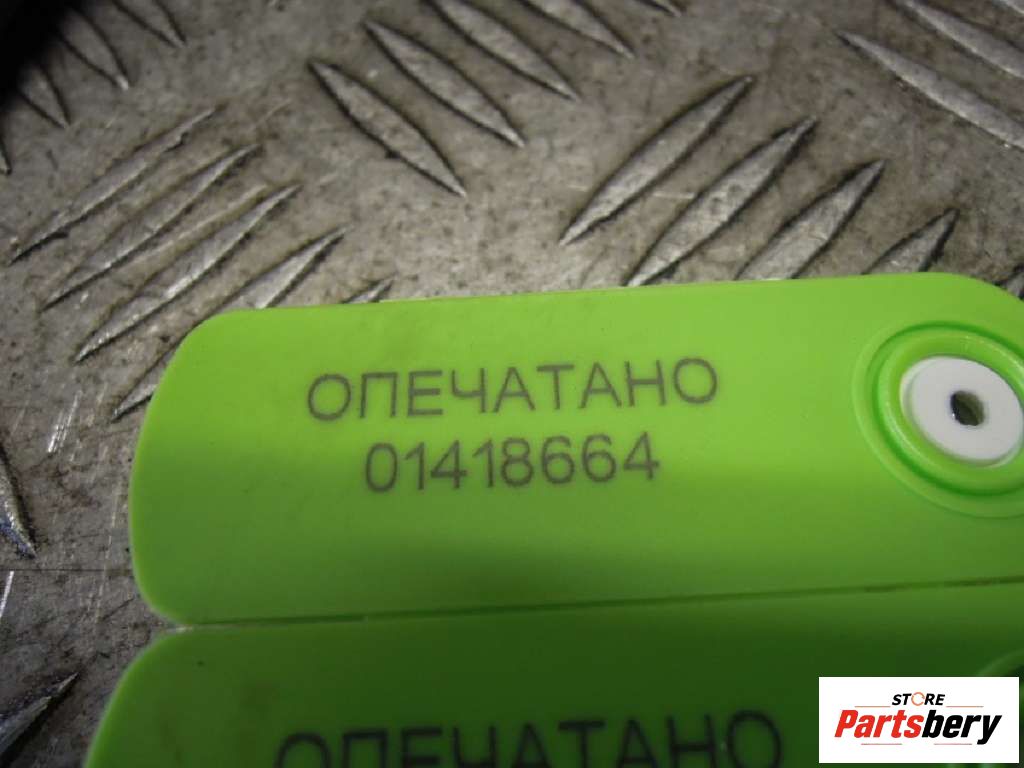 ОПЕЧАТАНО
01418664
ОПЕЧАТАНО
STORE
Partsbery